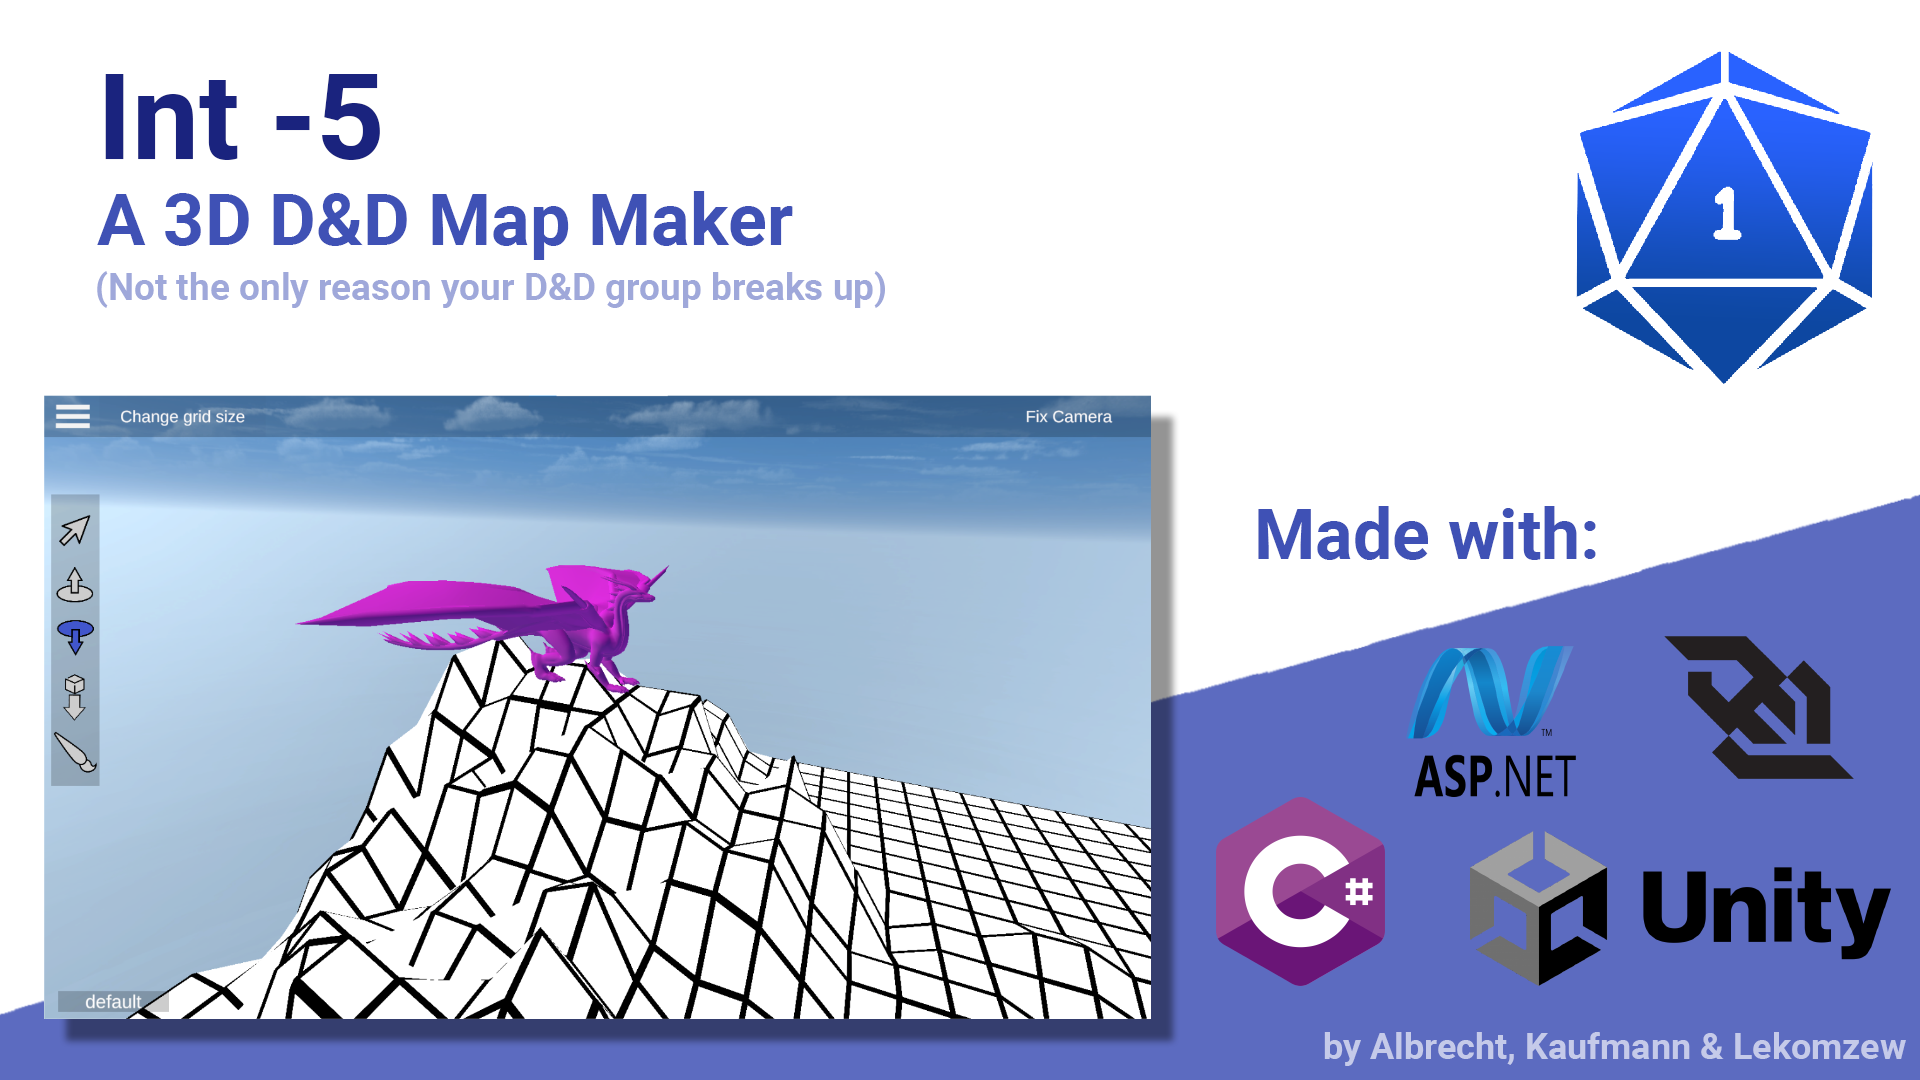 Int -5
A 3D D&D Map Maker
(Not the only reason your D&D group breaks up)
1
Change grid size
Fix Camera
default
Made with:
TM
ASP.NET
C#
Unity
by Albrecht, Kaufmann & Lekomzew